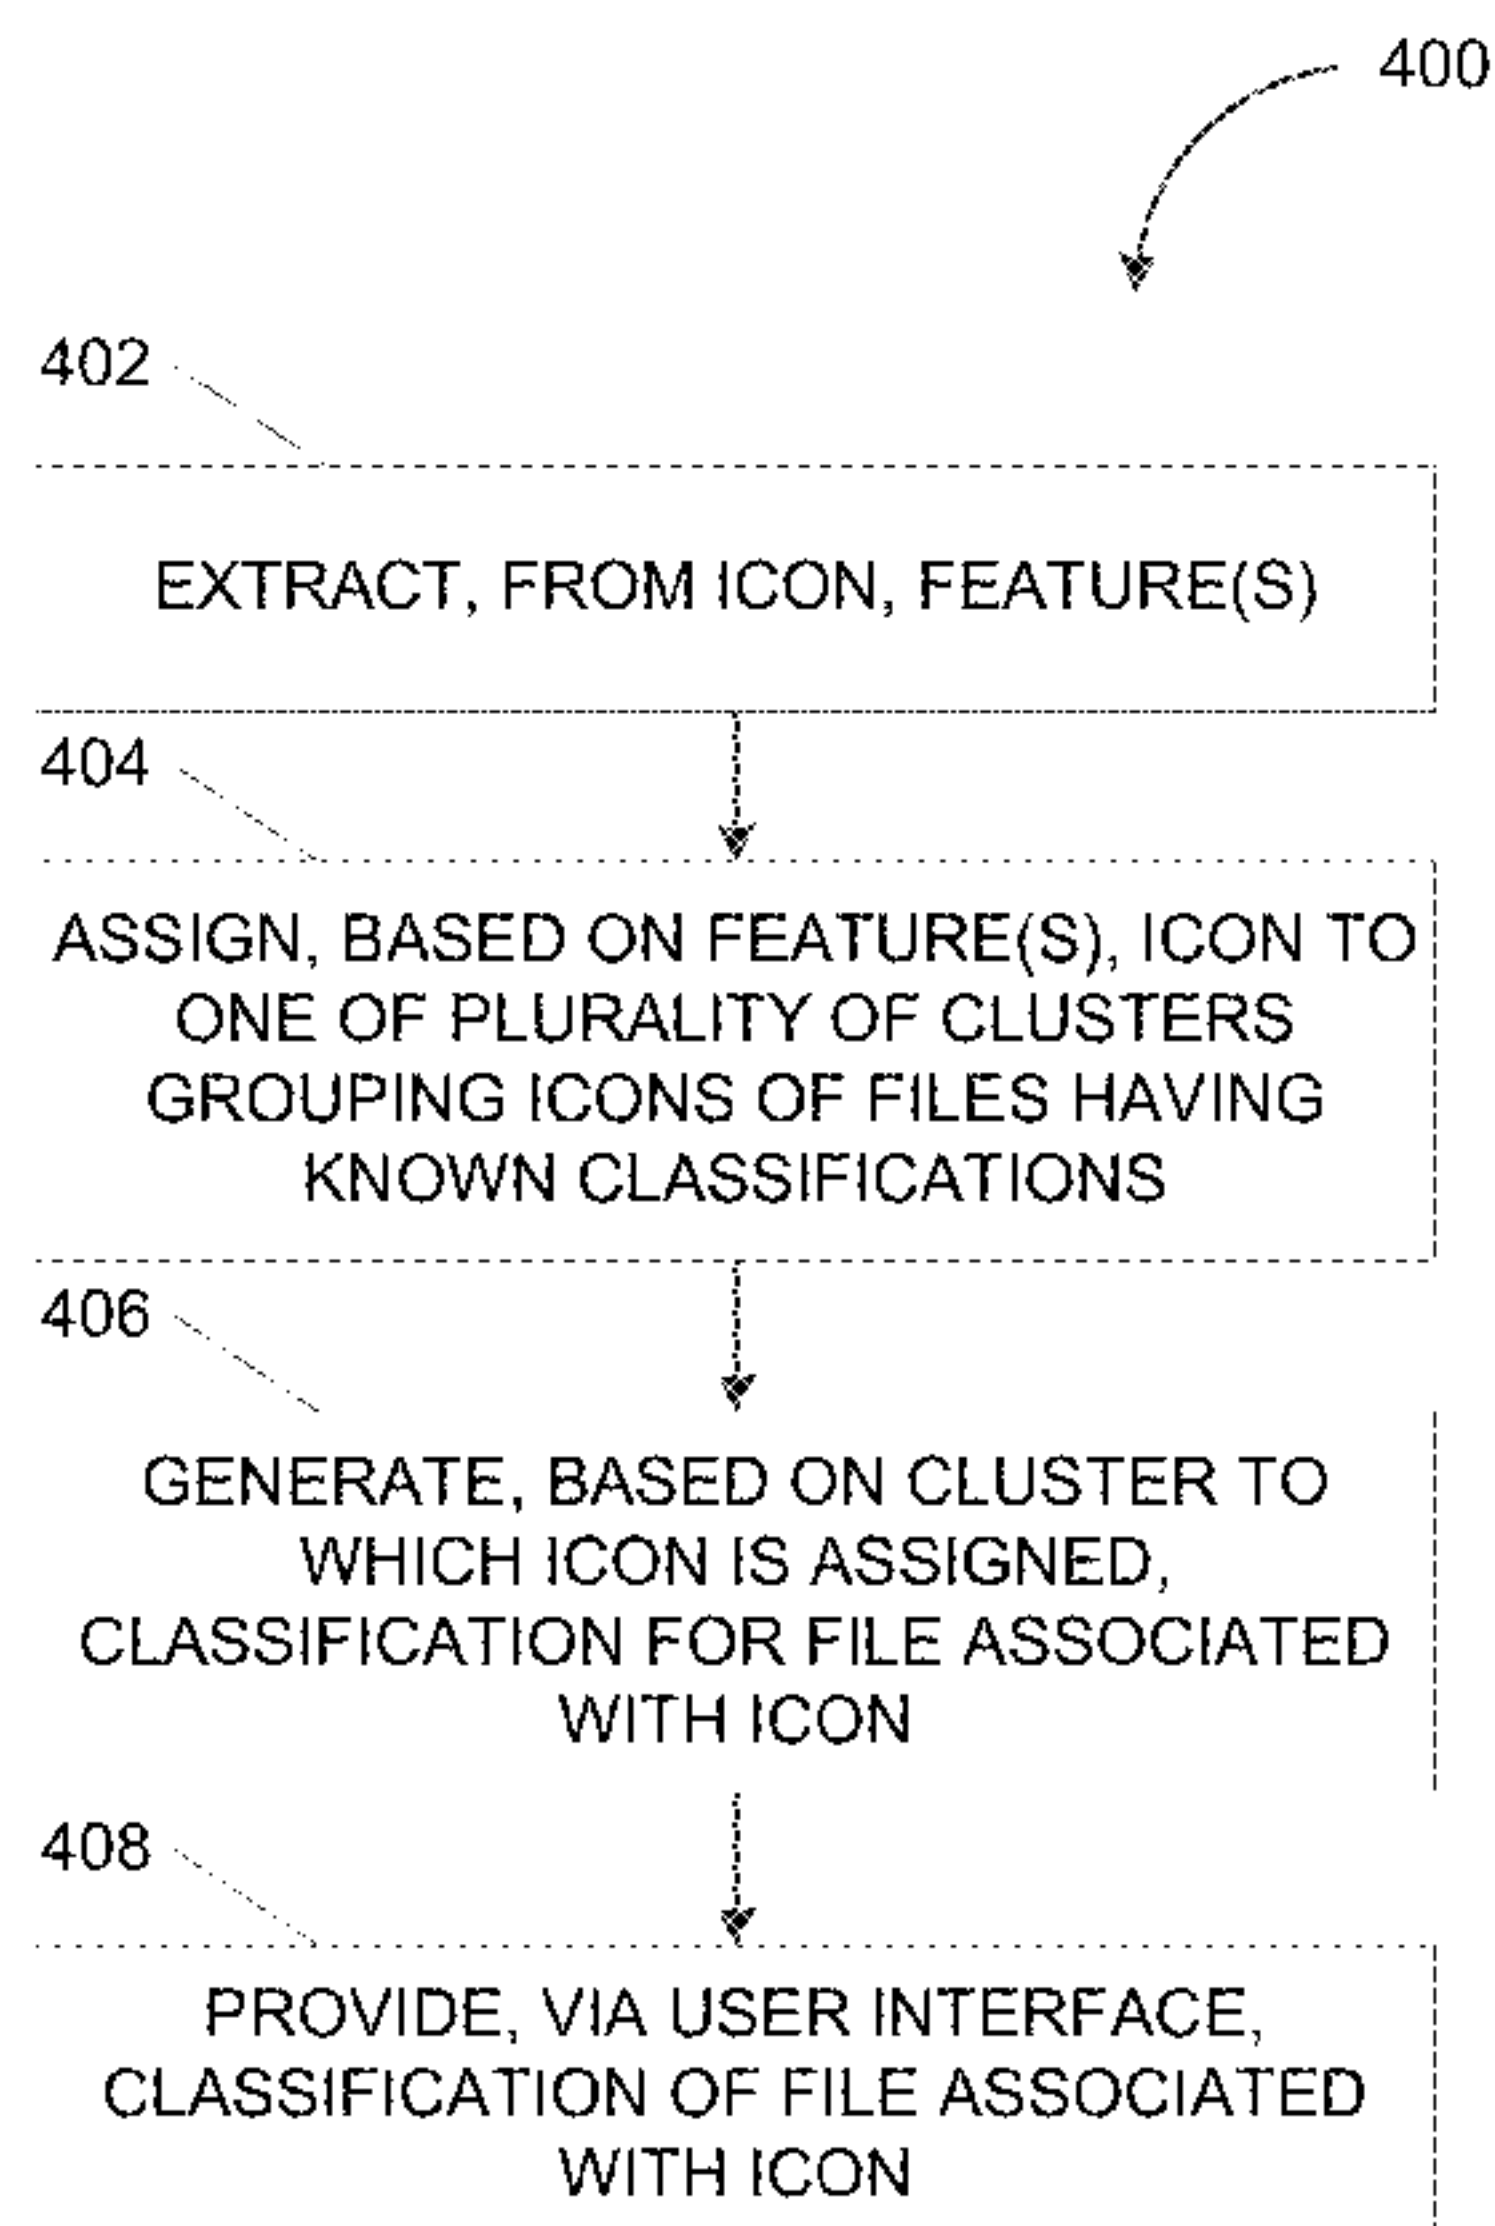 400
402
EXTRACT, FROM ICON, FEATURE(S)
404
ASSIGN, BASED ON FEATURE(S), ICON TO
ONE OF PLURALITY OF CLUSTERS
GROUPING ICONS OF FILES HAVING
KNOWN CLASSIFICATIONS
406
GENERATE, BASED ON CLUSTER TO
WHICH ICON IS ASSIGNED,
CLASSIFICATION FOR FILE ASSOCIATED
WITH ICON
408
PROVIDE, VIA USER INTERFACE,
CLASSIFICATION OF FILE ASSOCIATED
WITH ICON